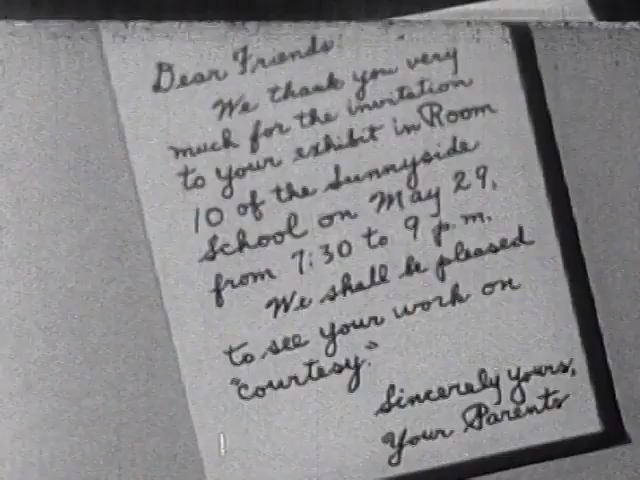 Dear Friends:
We thank you very
much for the invitation
to your exhibit in Room
10 of the Sunnyside
School on May 29,
from 7:30 to 9 p.m.
We shall be pleased
to see your work on
"courtesy."
Sincerely yours,
Your Parents